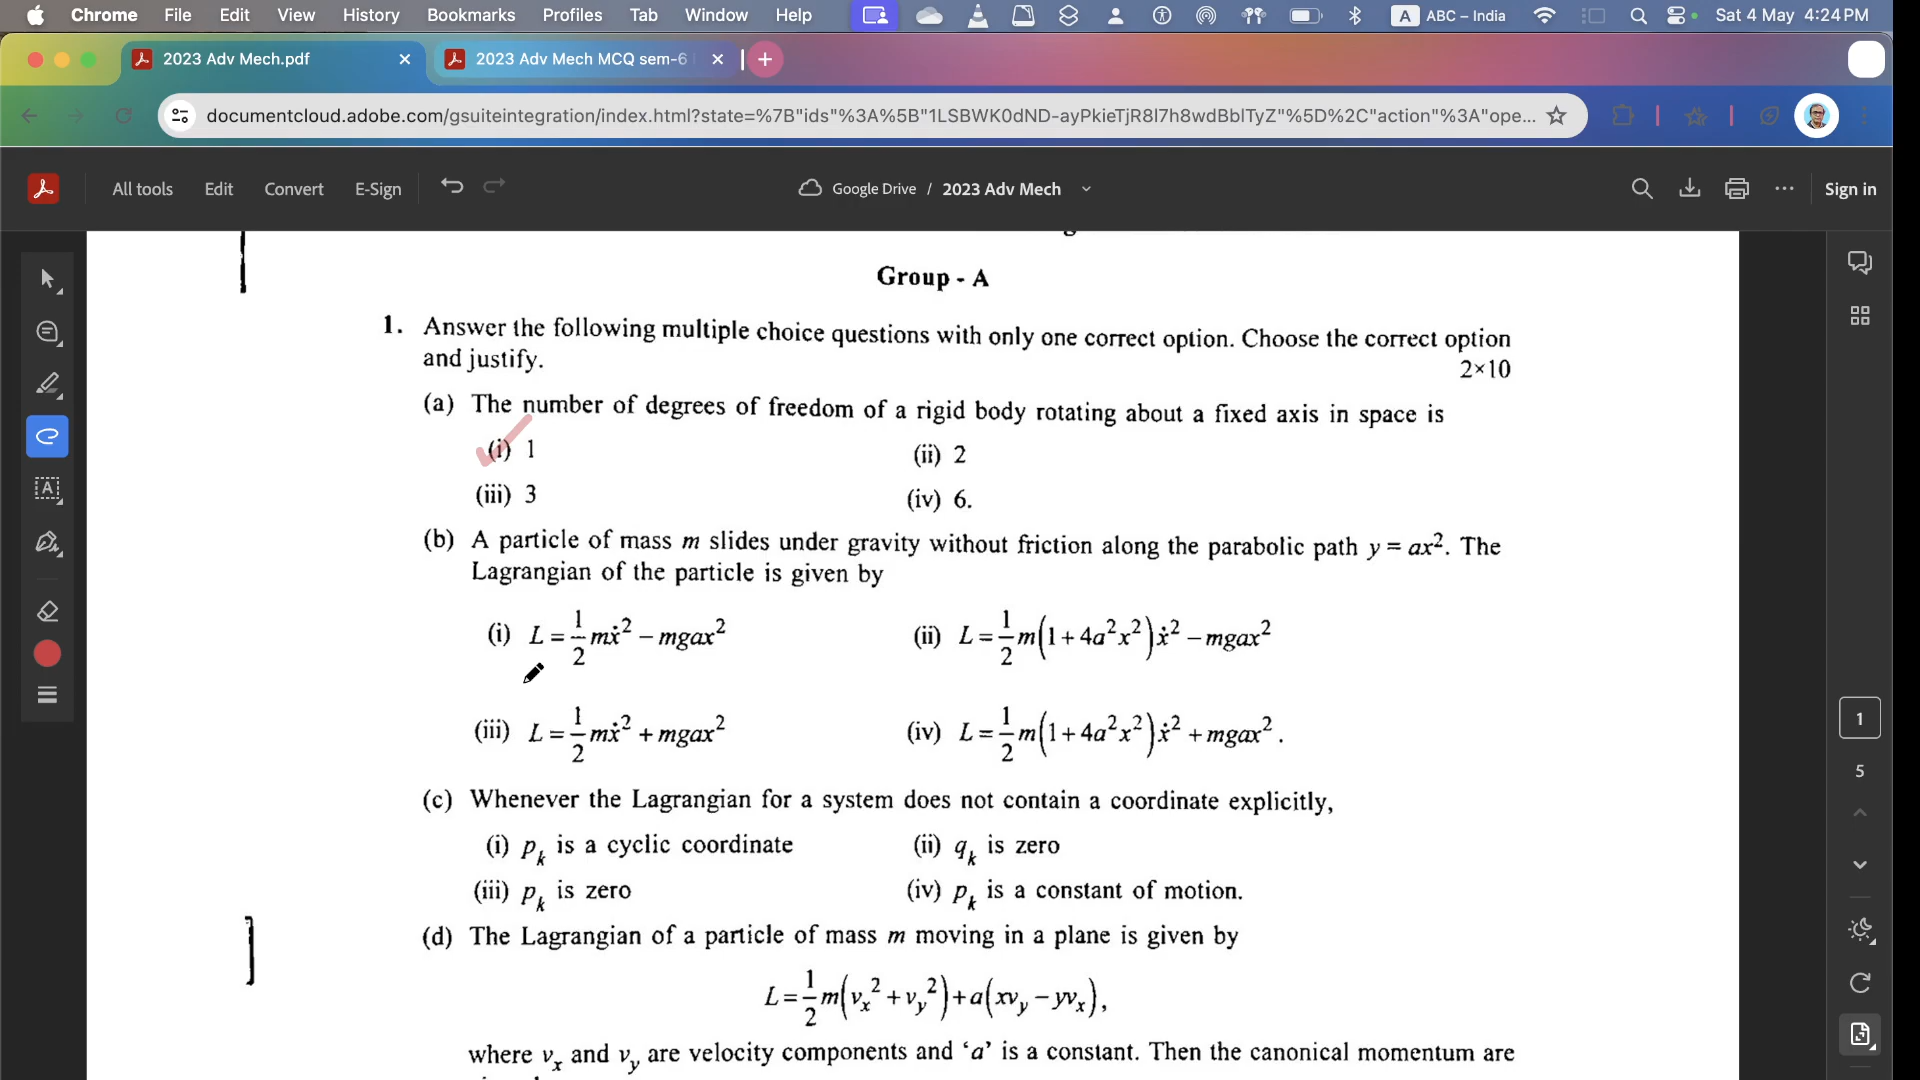 Chrome File Edit View History Bookmarks Profiles Tab Window Help A ABC – India Sat 4 May 4:24 PM
2023 Adv Mech.pdf 2023 Adv Mech MCQ sem-6
documentcloud.adobe.com/gsuiteintegration/index.html?state=%7B"ids"%3A%5B"1LSBWK0dND-ayPkieTjR8I7h8wdBblTyZ"%5D%2C"action"%3A"ope...
All tools Edit Convert E-Sign Google Drive / 2023 Adv Mech Sign in
Group - A
1. Answer the following multiple choice questions with only one correct option. Choose the correct option
and justify.
2×10
(a) The number of degrees of freedom of a rigid body rotating about a fixed axis in space is
(i) 1 (ii) 2
(iii) 3 (iv) 6.
(b) A particle of mass m slides under gravity without friction along the parabolic path y = ax². The
Lagrangian of the particle is given by
(i) L = 1/2 mẋ² – mgax² (ii) L = 1/2 m(1 + 4a²x²)ẋ² – mgax²
(iii) L = 1/2 mẋ² + mgax² (iv) L = 1/2 m(1 + 4a²x²)ẋ² + mgax².
(c) Whenever the Lagrangian for a system does not contain a coordinate explicitly,
(i) pₖ is a cyclic coordinate (ii) qₖ is zero
(iii) pₖ is zero (iv) pₖ is a constant of motion.
(d) The Lagrangian of a particle of mass m moving in a plane is given by
L = 1/2 m(vₓ² + v_y²) + a(xv_y – yvₓ),
where vₓ and v_y are velocity components and 'a' is a constant. Then the canonical momentum are
1
5